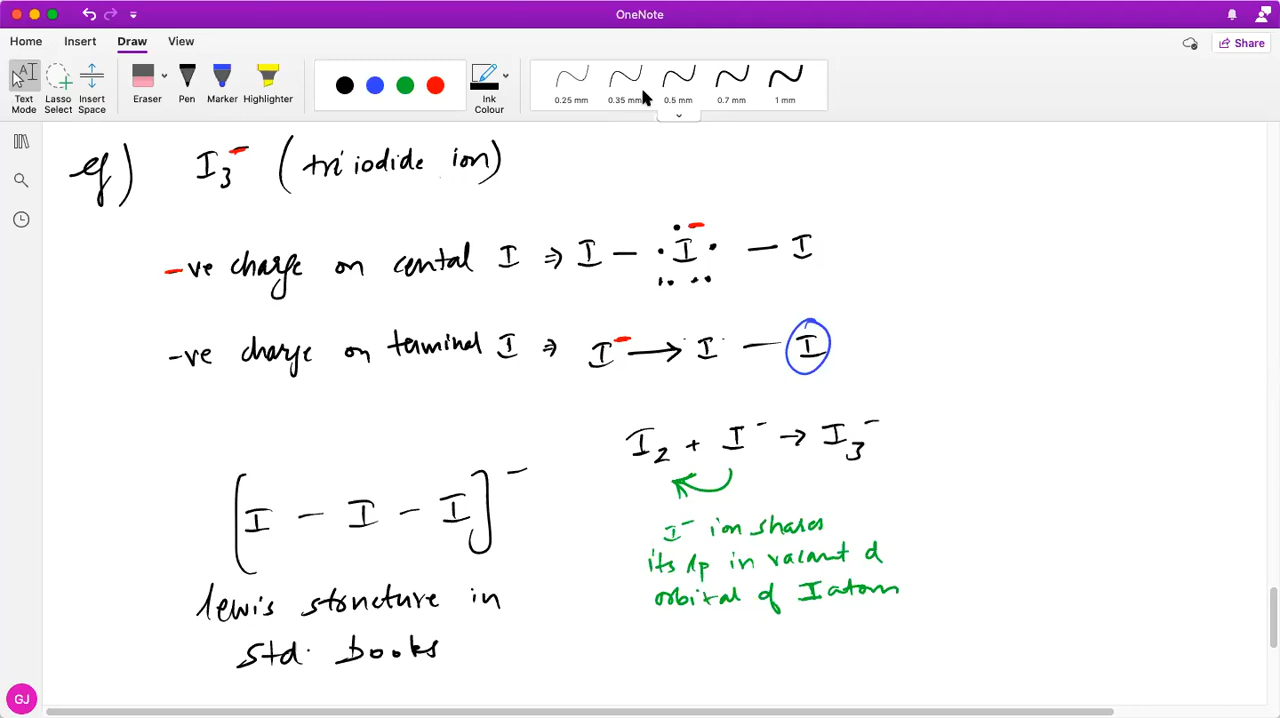 OneNote
Home Insert Draw View
Share
Text Mode
Lasso Select
Insert Space
Eraser
Pen
Marker
Highlighter
Ink Colour
0.25 mm
0.35 mm
0.5 mm
0.7 mm
1 mm
eg) I₃⁻ (tri iodide ion)
-ve charge on cental I ⇒ I — I⁻ — I
-ve charge on terminal I ⇒ I⁻ → I — I
I₂ + I⁻ → I₃⁻
[I — I — I]⁻
I⁻ ion shares
its lp in vacant d
orbital of I atom
lewis structure in
std. books
GJ